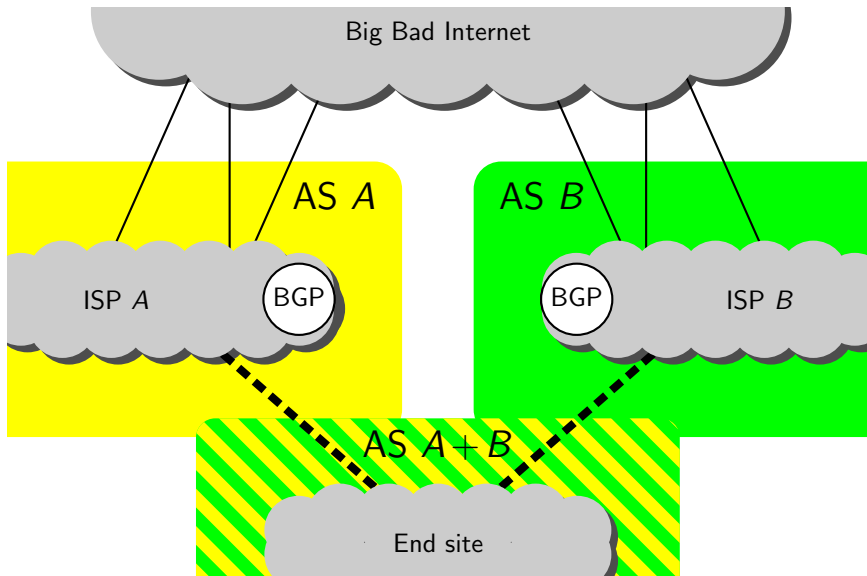 Big Bad Internet
AS A
AS B
ISP A
BGP
BGP
ISP B
AS A + B
End site